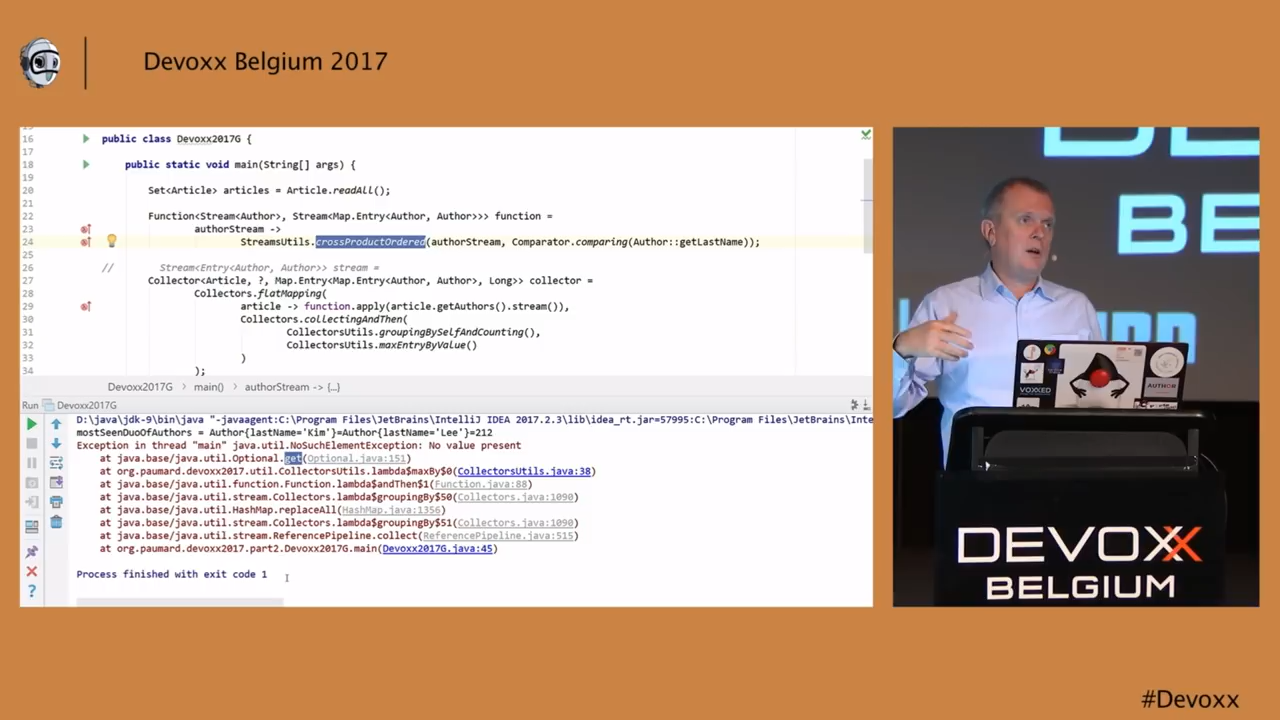 Devoxx Belgium 2017
16 public class Devoxx2017G {
17
18 public static void main(String[] args) {
19
20 Set<Article> articles = Article.readAll();
21
22 Function<Stream<Author>, Stream<Map.Entry<Author, Author>>> function =
23 authorStream ->
24 StreamsUtils.crossProductOrdered(authorStream, Comparator.comparing(Author::getLastName));
25
26 // Stream<Entry<Author, Author>> stream =
27 Collector<Article, ?, Map.Entry<Map.Entry<Author, Author>, Long>> collector =
28 Collectors.flatMapping(
29 article -> function.apply(article.getAuthors().stream()),
30 Collectors.collectingAndThen(
31 CollectorsUtils.groupingBySelfAndCounting(),
32 CollectorsUtils.maxEntryByValue()
33 )
34 );
Devoxx2017G > main() > authorStream -> {...}
Run Devoxx2017G
D:\java\jdk-9\bin\java "-javaagent:C:\Program Files\JetBrains\IntelliJ IDEA 2017.2.3\lib\idea_rt.jar=57995:C:\Program Files\JetBrains\Inte
mostSeenDuoOfAuthors = Author{lastName='Kim'}=Author{lastName='Lee'}=212
Exception in thread "main" java.util.NoSuchElementException: No value present
at java.base/java.util.Optional.get(Optional.java:151)
at org.paumard.devoxx2017.util.CollectorsUtils.lambda$maxBy$0(CollectorsUtils.java:38)
at java.base/java.util.function.Function.lambda$andThen$1(Function.java:88)
at java.base/java.util.stream.Collectors.lambda$groupingBy$50(Collectors.java:1090)
at java.base/java.util.HashMap.replaceAll(HashMap.java:1356)
at java.base/java.util.stream.Collectors.lambda$groupingBy$51(Collectors.java:1090)
at java.base/java.util.stream.ReferencePipeline.collect(ReferencePipeline.java:515)
at org.paumard.devoxx2017.part2.Devoxx2017G.main(Devoxx2017G.java:45)
Process finished with exit code 1
BE
VOXXED
AUTHOR
DEVOXX
BELGIUM
#Devoxx